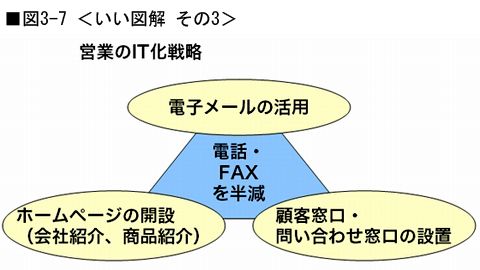 ■図3-7 <いい図解 その3>
営業のIT化戦略
電子メールの活用
電話・
FAX
を半減
ホームページの開設
（会社紹介、商品紹介）
顧客窓口・
問い合わせ窓口の設置